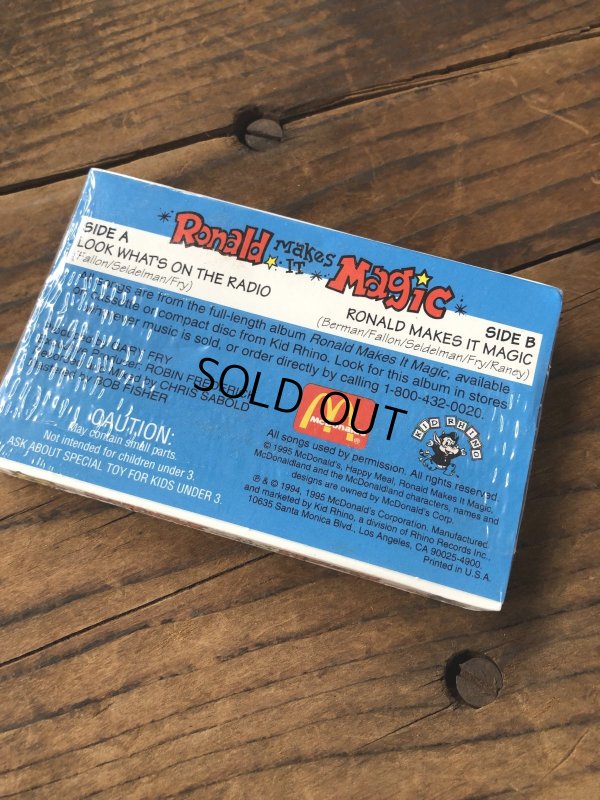 Ronald makes IT Magic
SIDE A
LOOK WHAT'S ON THE RADIO
(Fallon/Seidelman/Fry)
SIDE B
RONALD MAKES IT MAGIC
(Berman/Fallon/Seidelman/Fry/Raney)
are from the full-length album Ronald Makes It Magic, available
on cassette or compact disc from Kid Rhino. Look for this album in stores
music is sold, or order directly by calling 1-800-432-0020.
FRY
Producer: ROBIN FREDERICK
CHRIS SABOLD
BOB FISHER
SOLD OUT
CAUTION:
May contain small parts.
Not intended for children under 3.
ASK ABOUT SPECIAL TOY FOR KIDS UNDER 3.
McDonald's
®
KID RHINO
All songs used by permission. All rights reserved.
© 1995 McDonald's, Happy Meal, Ronald Makes It Magic,
McDonaldland and the McDonaldland characters, names and
designs are owned by McDonald's Corp.
℗ & © 1994, 1995 McDonald's Corporation. Manufactured
and marketed by Kid Rhino, a division of Rhino Records Inc.,
10635 Santa Monica Blvd., Los Angeles, CA 90025-4900.
Printed in U.S.A.